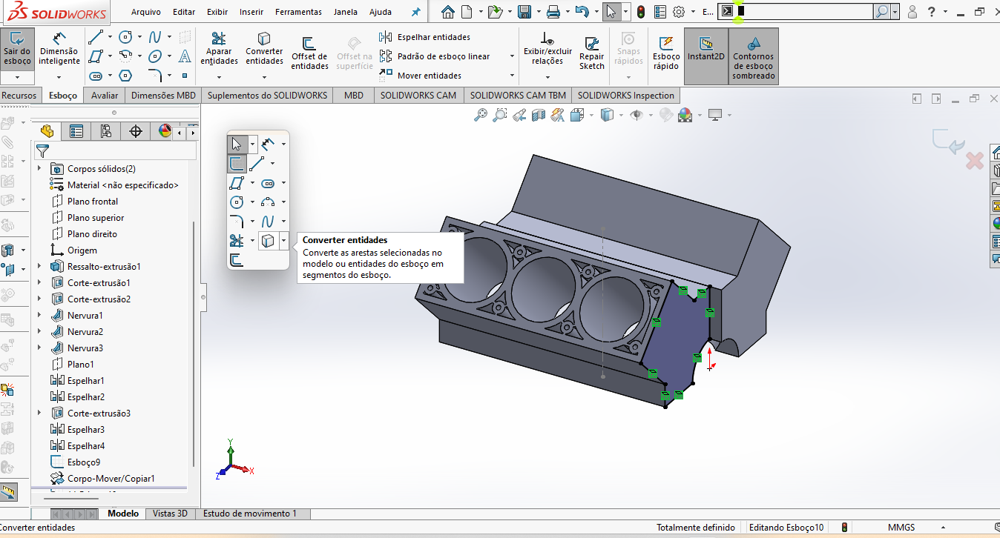 SOLIDWORKS
Arquivo Editar Exibir Inserir Ferramentas Janela Ajuda
E...
Sair do esboço
Dimensão inteligente
Aparar entidades
Converter entidades
Offset de entidades
Offset na superfície
Espelhar entidades
Padrão de esboço linear
Mover entidades
Exibir/excluir relações
Repair Sketch
Snaps rápidos
Esboço rápido
Instant2D
Contornos de esboço sombreado
Recursos Esboço Avaliar Dimensões MBD Suplementos do SOLIDWORKS MBD SOLIDWORKS CAM SOLIDWORKS CAM TBM SOLIDWORKS Inspection
Corpos sólidos(2)
Material <não especificado>
Plano frontal
Plano superior
Plano direito
Origem
Ressalto-extrusão1
Corte-extrusão1
Corte-extrusão2
Nervura1
Nervura2
Nervura3
Plano1
Espelhar1
Espelhar2
Corte-extrusão3
Espelhar3
Espelhar4
Esboço9
Corpo-Mover/Copiar1
Converter entidades
Converte as arestas selecionadas no
modelo ou entidades do esboço em
segmentos do esboço.
Y
X
Z
Modelo Vistas 3D Estudo de movimento 1
Converter entidades Totalmente definido Editando Esboço10 MMGS